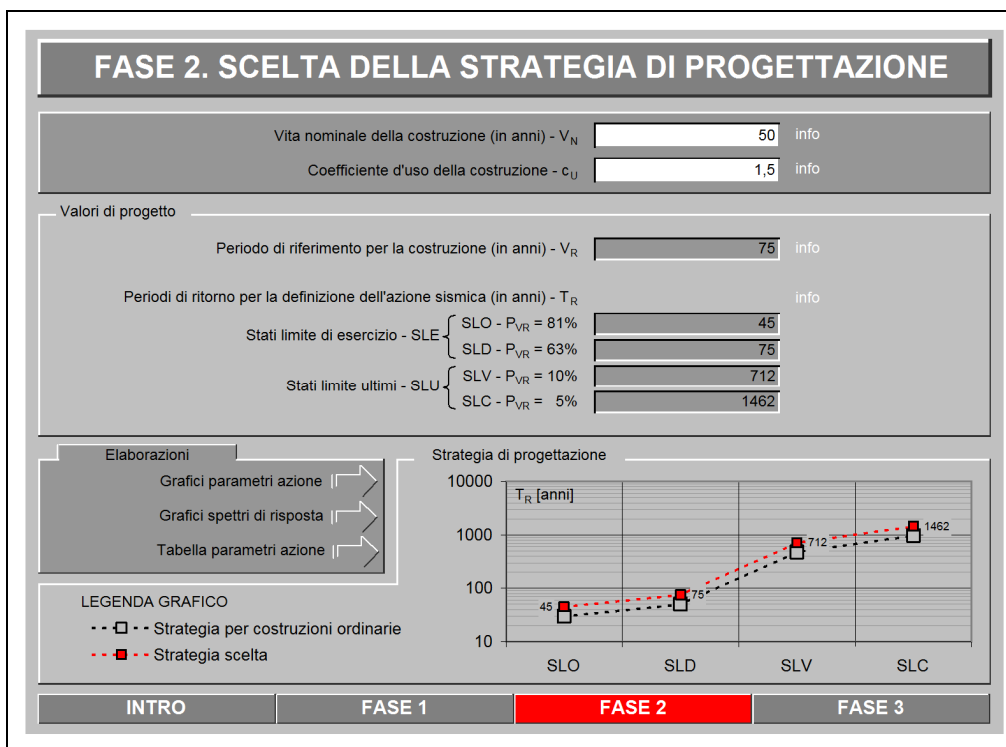 FASE 2. SCELTA DELLA STRATEGIA DI PROGETTAZIONE
Vita nominale della costruzione (in anni) - VN 50 info
Coefficiente d'uso della costruzione - cU 1,5 info
Valori di progetto
Periodo di riferimento per la costruzione (in anni) - VR 75 info
Periodi di ritorno per la definizione dell'azione sismica (in anni) - TR info
Stati limite di esercizio - SLE
SLO - PVR = 81% 45
SLD - PVR = 63% 75
Stati limite ultimi - SLU
SLV - PVR = 10% 712
SLC - PVR = 5% 1462
Elaborazioni
Grafici parametri azione
Grafici spettri di risposta
Tabella parametri azione
Strategia di progettazione
TR [anni]
10000
1000
100
10
45
75
712
1462
SLO SLD SLV SLC
LEGENDA GRAFICO
Strategia per costruzioni ordinarie
Strategia scelta
INTRO FASE 1 FASE 2 FASE 3